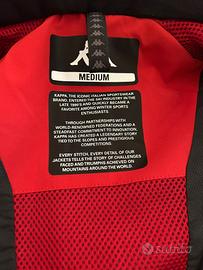 MEDIUM
KAPPA, THE ICONIC ITALIAN SPORTSWEAR
BRAND, ENTERED THE SKI INDUSTRY IN THE
LATE 1990'S AND QUICKLY BECAME A
FAVORITE AMONG WINTER SPORTS
ENTHUSIASTS.
THROUGH PARTNERSHIPS WITH
WORLD-RENOWNED FEDERATIONS AND A
STEADFAST COMMITMENT TO INNOVATION,
KAPPA HAS CREATED A LEGENDARY STORY
TIED TO THE SLOPES AND PRESTIGIOUS
COMPETITIONS.
EVERY STITCH, EVERY DETAIL OF OUR
JACKETS TELLS THE STORY OF CHALLENGES
FACED AND TRIUMPHS ACHIEVED ON
MOUNTAINS AROUND THE WORLD.
subito